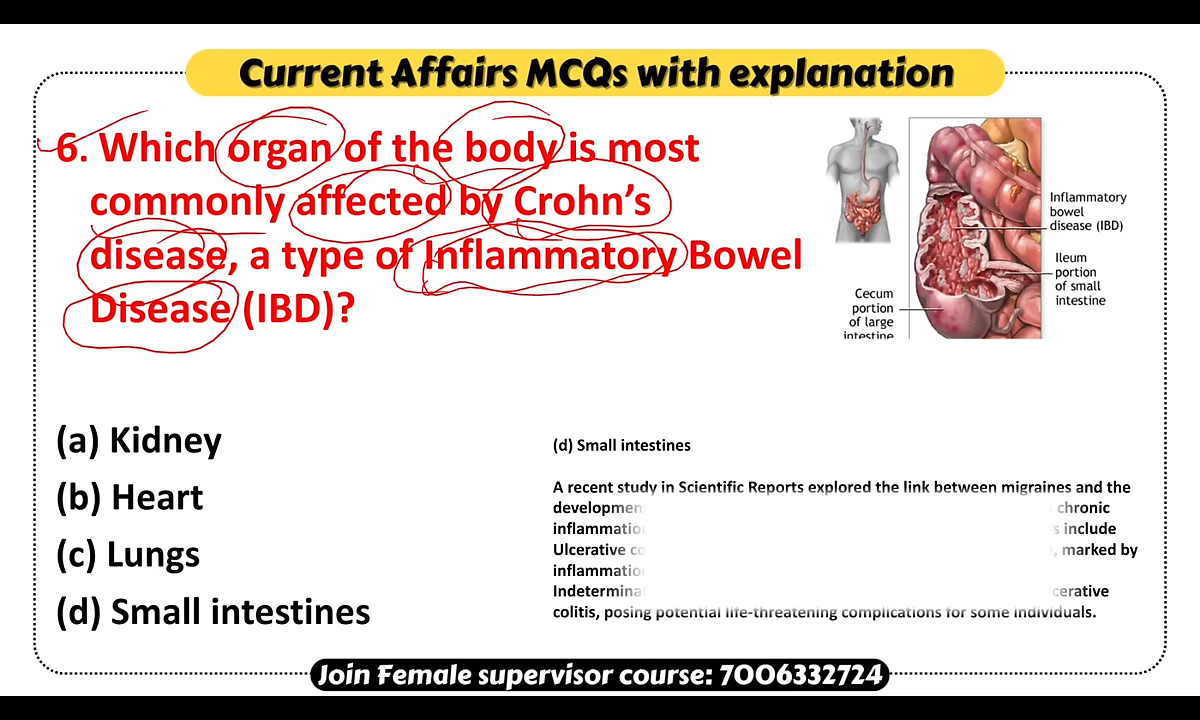 Current Affairs MCQs with explanation
6. Which organ of the body is most
commonly affected by Crohn's
disease, a type of Inflammatory Bowel
Disease (IBD)?
Inflammatory
bowel
disease (IBD)
Ileum
portion
of small
intestine
Cecum
portion
of large
intestine
(a) Kidney
(b) Heart
(c) Lungs
(d) Small intestines
(d) Small intestines
A recent study in Scientific Reports explored the link between migraines and the
chronic
include
Ulcerative marked by
colitis, posing potential life-threatening complications for some individuals.
Join Female supervisor course: 7006332724